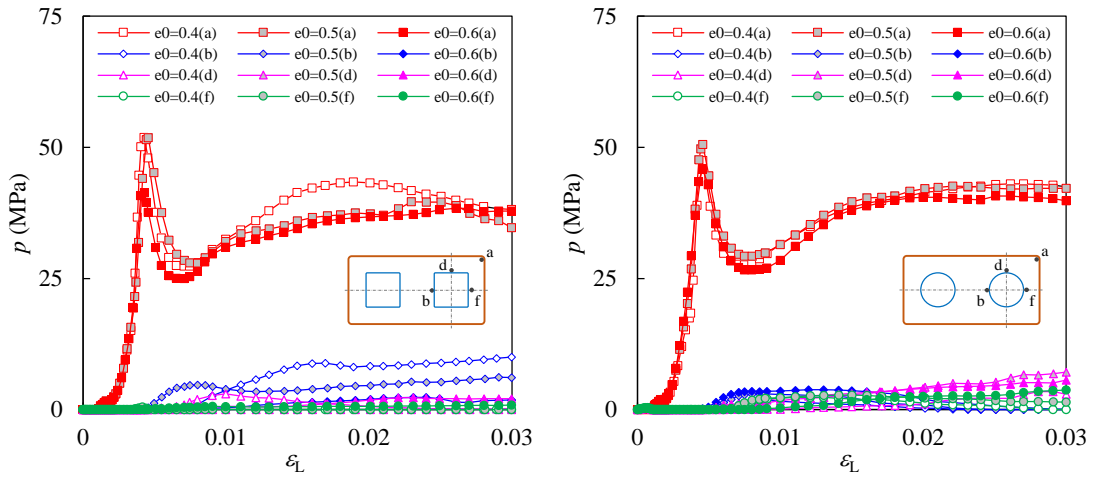 75
50
25
0
p (MPa)
e0=0.4(a) e0=0.5(a) e0=0.6(a)
e0=0.4(b) e0=0.5(b) e0=0.6(b)
e0=0.4(d) e0=0.5(d) e0=0.6(d)
e0=0.4(f) e0=0.5(f) e0=0.6(f)
a
d
b
f
0 0.01 0.02 0.03
εL
75
50
25
0
p (MPa)
e0=0.4(a) e0=0.5(a) e0=0.6(a)
e0=0.4(b) e0=0.5(b) e0=0.6(b)
e0=0.4(d) e0=0.5(d) e0=0.6(d)
e0=0.4(f) e0=0.5(f) e0=0.6(f)
a
d
b
f
0 0.01 0.02 0.03
εL